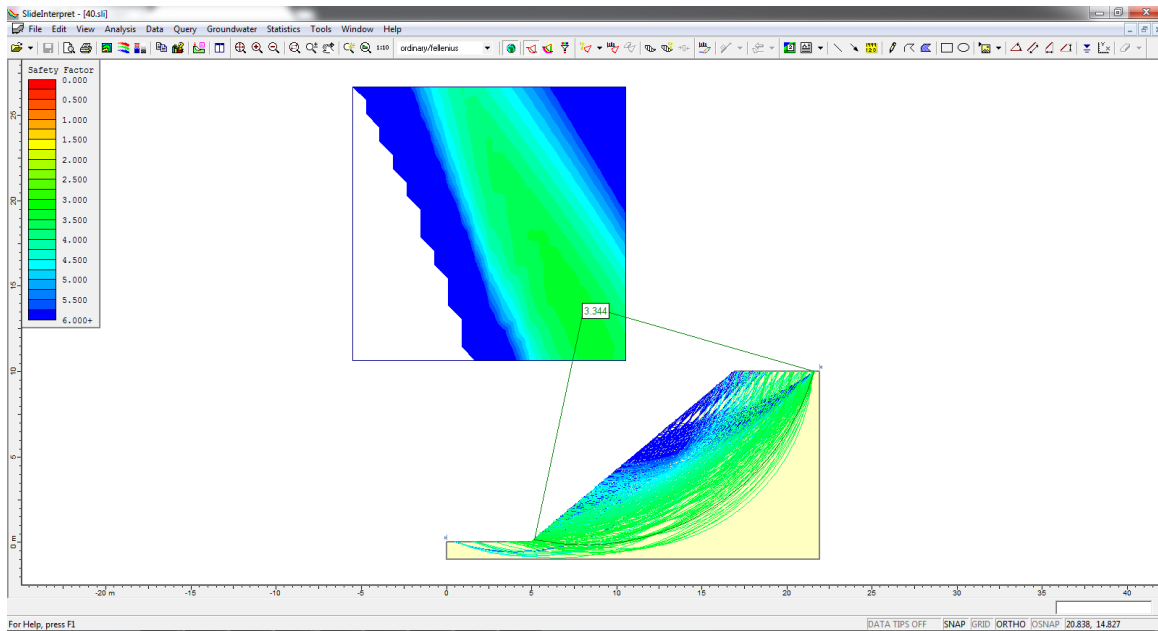 SlideInterpret - [40.sli]
File Edit View Analysis Data Query Groundwater Statistics Tools Window Help
1:10 ordinary/fellenius
Safety Factor
0.000
0.500
1.000
1.500
2.000
2.500
3.000
3.500
4.000
4.500
5.000
5.500
6.000+
3.344
25
20
15
10
5
0 m
-20 m -15 -10 -5 0 5 10 15 20 25 30 35 40
For Help, press F1
DATA TIPS OFF SNAP GRID ORTHO OSNAP 20.838, 14.827